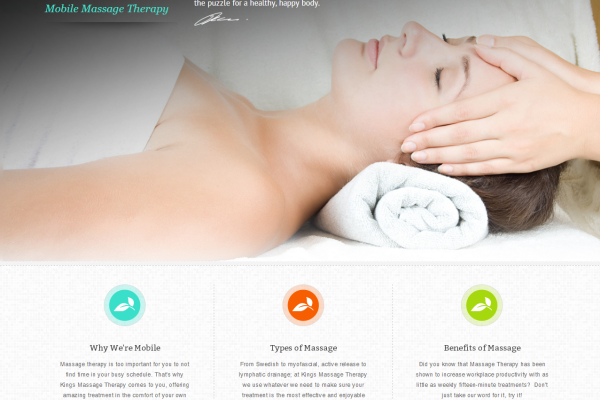 Mobile Massage Therapy
the puzzle for a healthy, happy body.
Why We're Mobile
Massage therapy is too important for you to not
find time in your busy schedule. That's why
Kings Massage Therapy comes to you, offering
amazing treatment in the comfort of your own
Types of Massage
From Swedish to myofascial, active release to
lymphatic drainage; at Kings Massage Therapy
we use whatever we need to make sure your
treatment is the most effective and enjoyable
Benefits of Massage
Did you know that Massage Therapy has been
shown to increase workplace productivity with as
little as weekly fifteen-minute treatments? Don't
just take our word for it, try it!